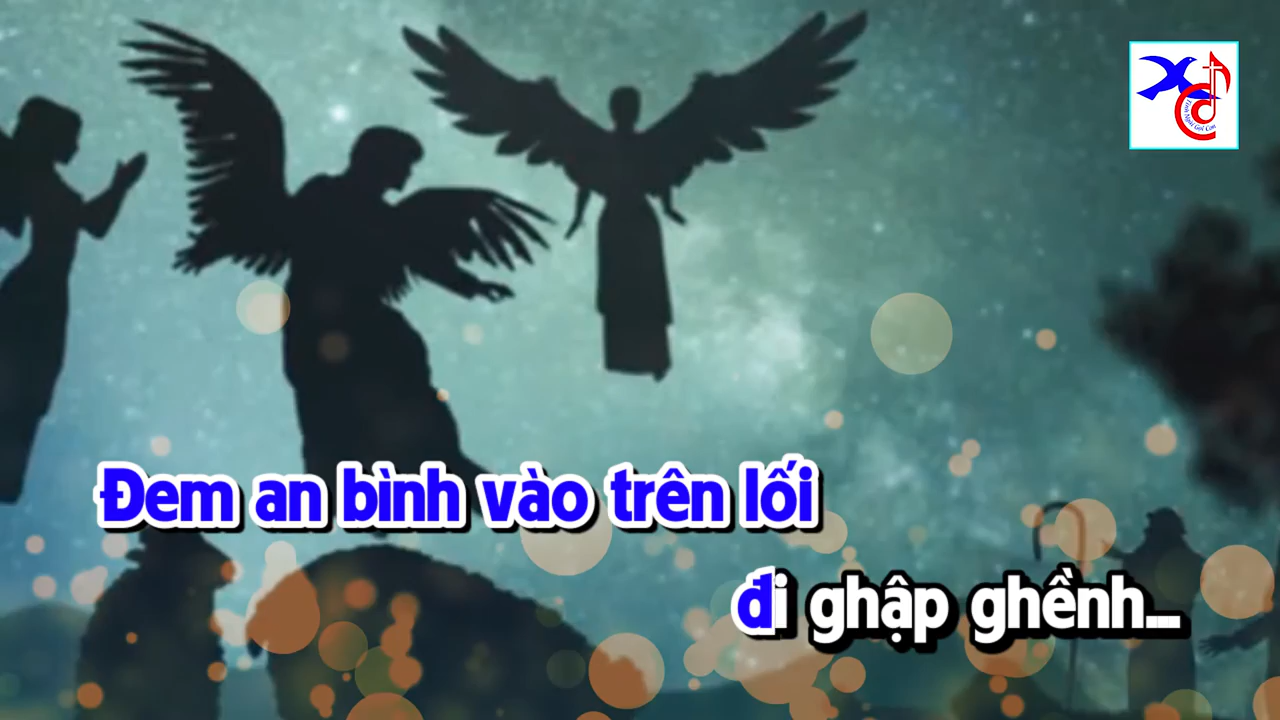 Đem an bình vào trên lối
đi ghập ghềnh...